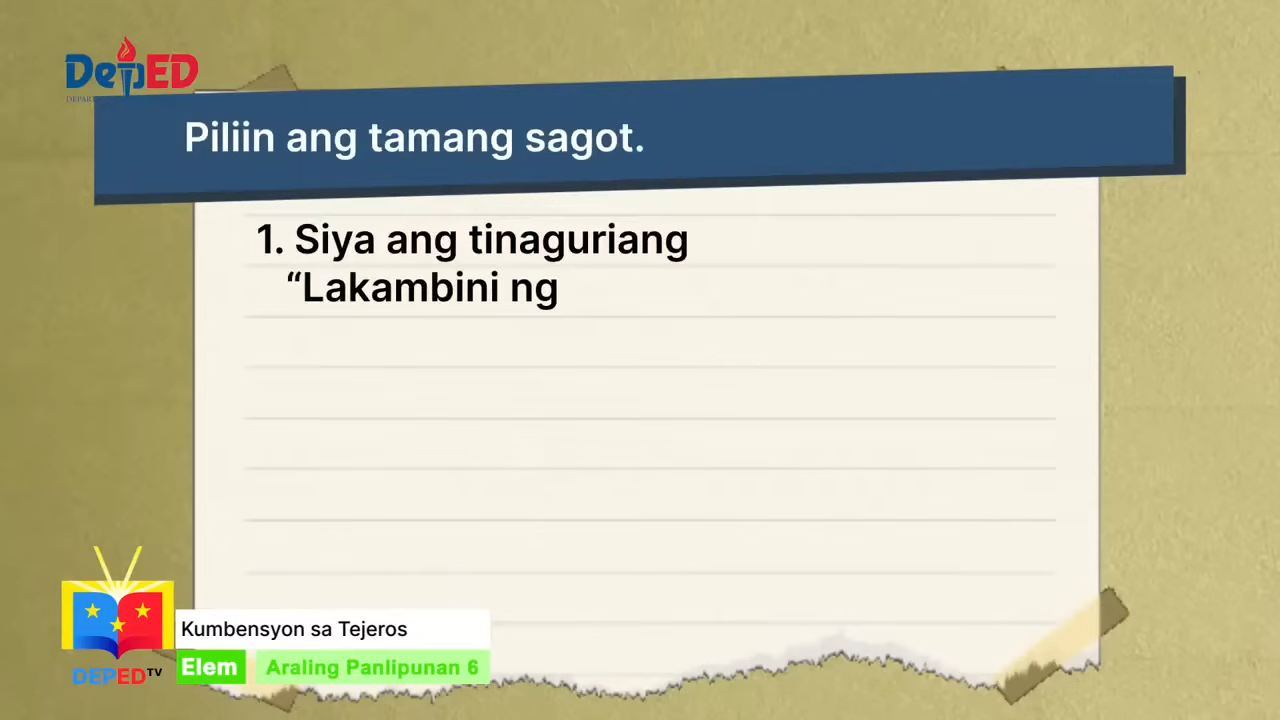 DepED
Piliin ang tamang sagot.
1. Siya ang tinaguriang
“Lakambini ng
Kumbensyon sa Tejeros
Elem Araling Panlipunan 6
DEPED TV